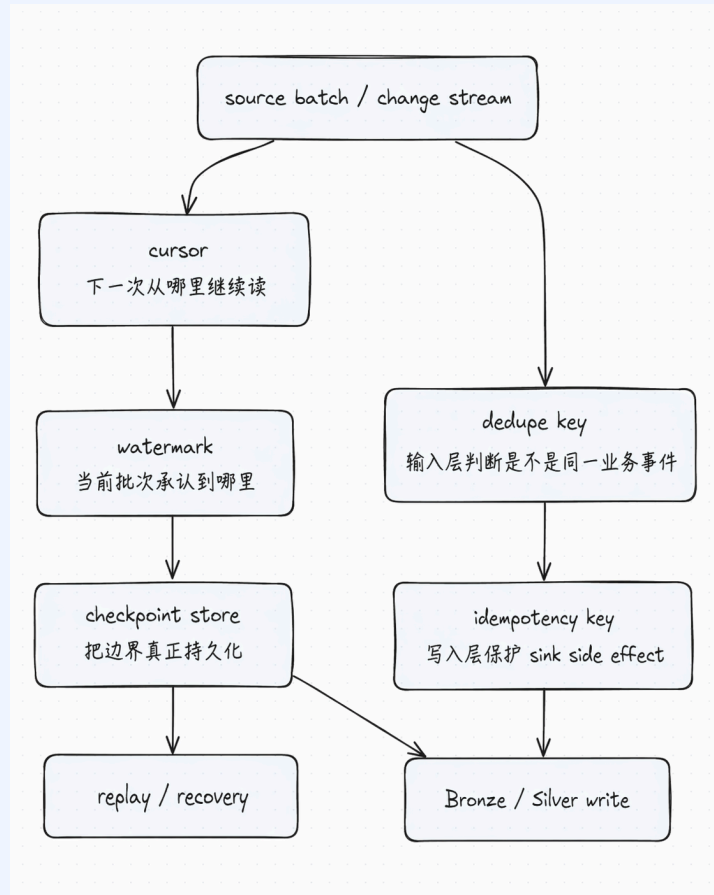 source batch / change stream
cursor
下一次从哪里继续读
watermark
当前批次承认到哪里
dedupe key
输入层判断是不是同一业务事件
checkpoint store
把边界真正持久化
idempotency key
写入层保护 sink side effect
replay / recovery
Bronze / Silver write